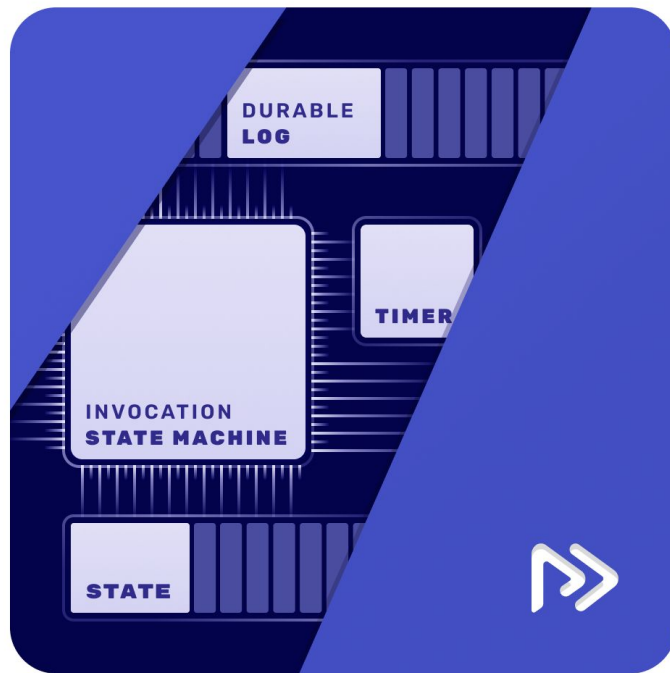 DURABLE
LOG
TIMER
INVOCATION
STATE MACHINE
STATE